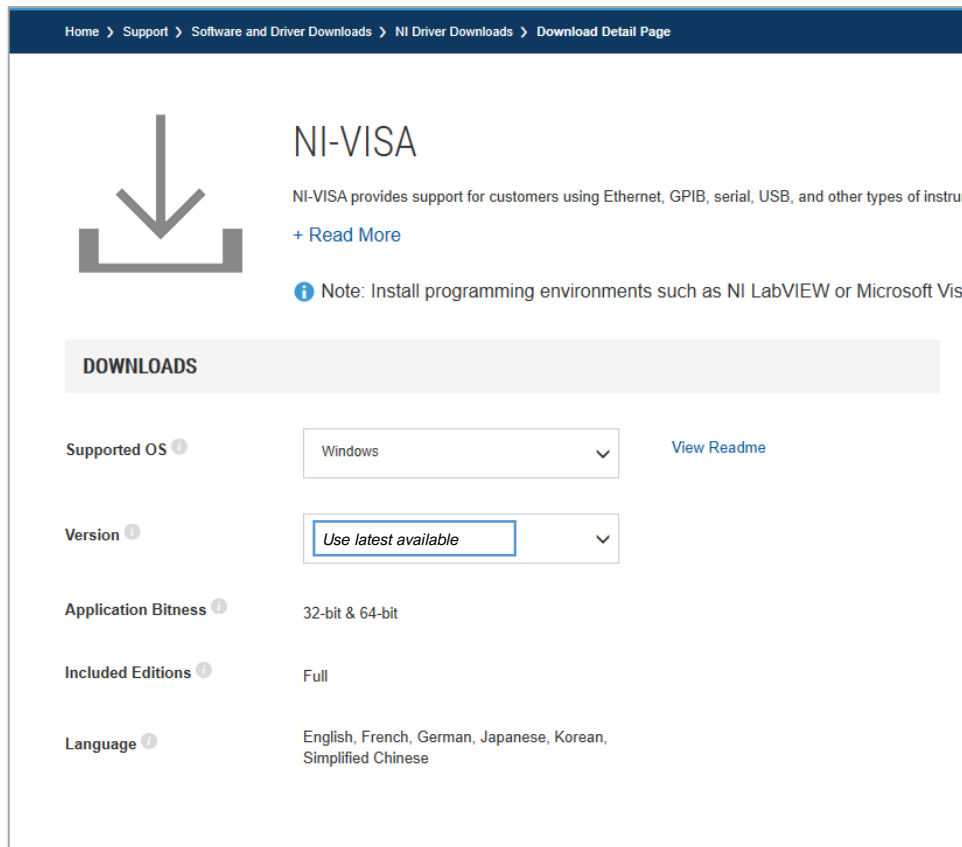 Home ❯ Support ❯ Software and Driver Downloads ❯ NI Driver Downloads ❯ Download Detail Page
NI-VISA
NI-VISA provides support for customers using Ethernet, GPIB, serial, USB, and other types of instru
+ Read More
Note: Install programming environments such as NI LabVIEW or Microsoft Vis
DOWNLOADS
Supported OS
Windows
View Readme
Version
Use latest available
Application Bitness
32-bit & 64-bit
Included Editions
Full
Language
English, French, German, Japanese, Korean,
Simplified Chinese